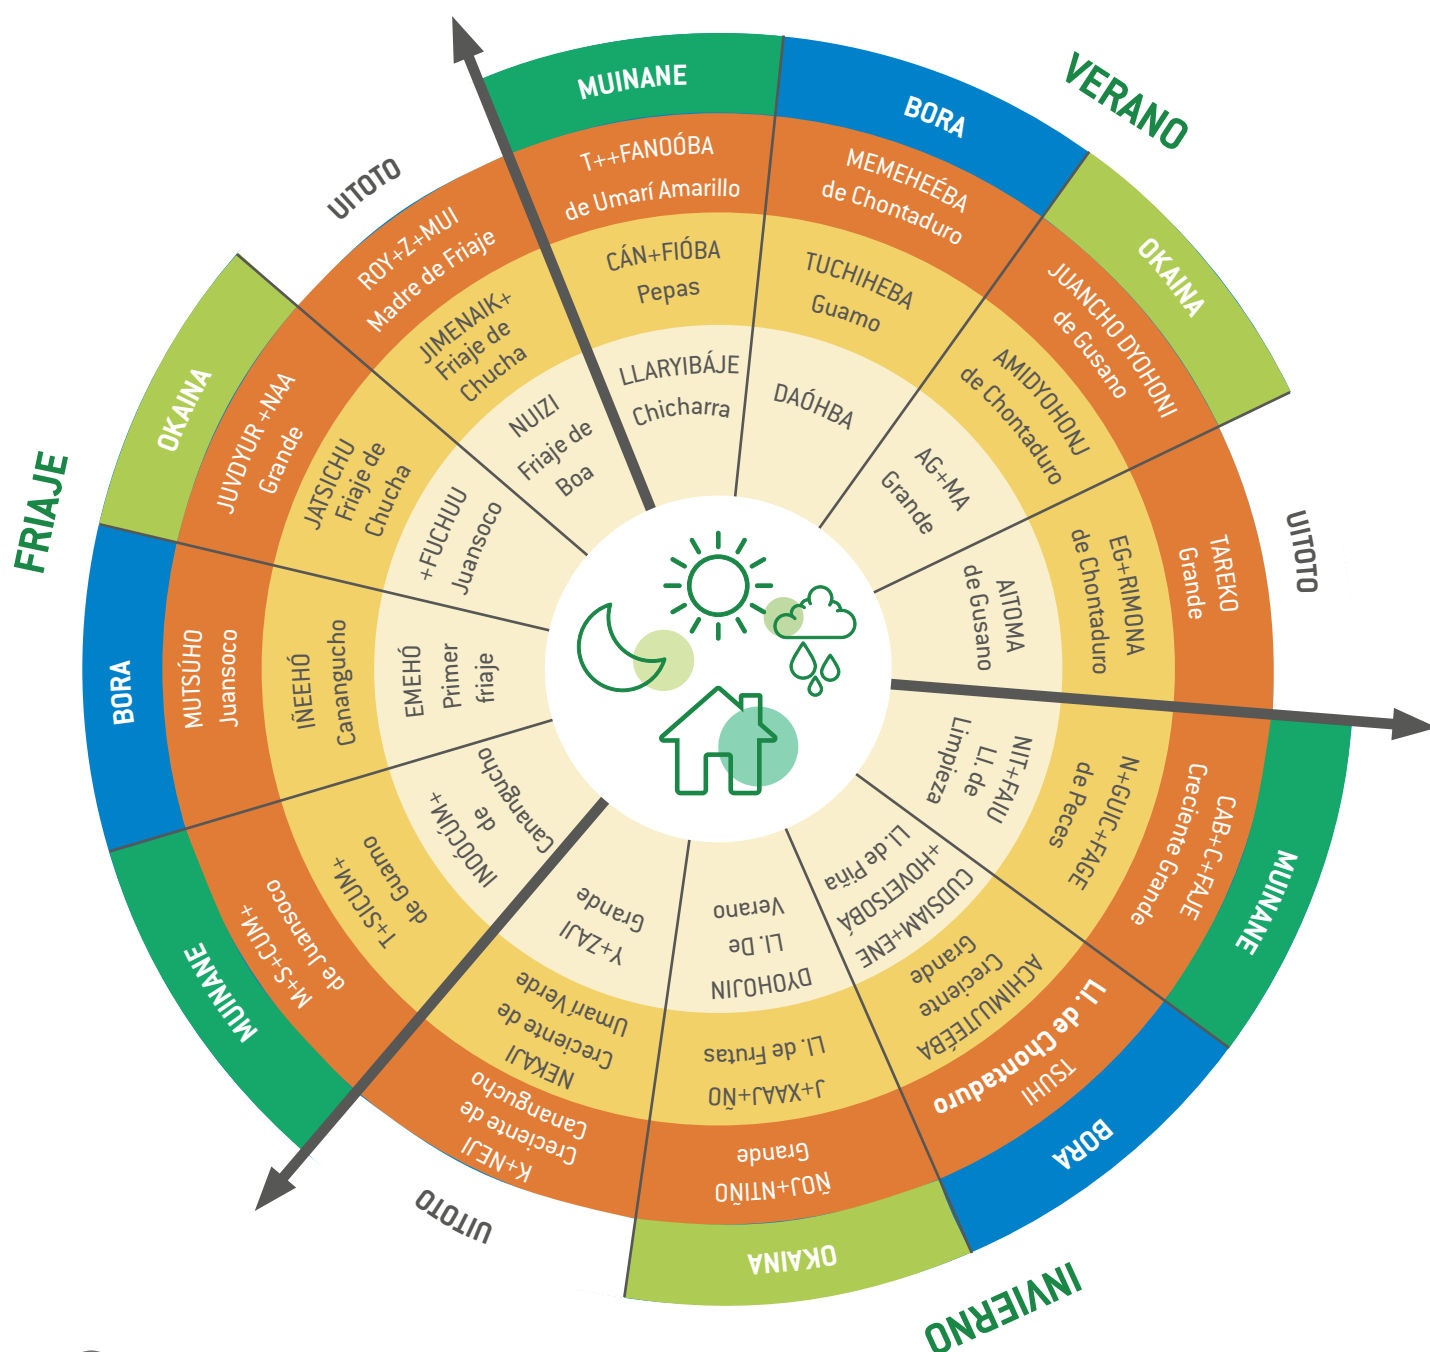 VERANO
MUINANE
T++FANOÓBA
de Umarí Amarillo
CÁN+FIÓBA
Pepas
LLARYIBÁJE
Chicharra
BORA
MEMEHEÉBA
de Chontaduro
TUCHIHEBA
Guamo
DAÓHBA
OKAINA
JUANCHO DYOHONI
de Gusano
AMIDYOHONJ
de Chontaduro
AG+MA
Grande
UITOTO
TAREKO
Grande
EG+RIMONA
de Chontaduro
AITOMA
de Gusano
INVIERNO
MUINANE
CAB+C+FAJE
Creciente Grande
N+GUIC+FAGE
de Peces
NIT+FAIU
Ll. de
Limpieza
BORA
Ll. de Chontaduro
TSUHI
ACHIMUJTEÉBA
Creciente
Grande
CUDSIAM+ENE
+HOVETSOBÁ
Ll. de Piña
OKAINA
Grande
ÑOJ+NTIÑO
Ll. de Frutas
J+XAAJ+ÑO
Verano
Ll. De
DYOHOJIN
UITOTO
K+NEJI
Creciente de
Canangucho
NEKAJI
Creciente de
Umarí Verde
Y+ZAJI
Grande
FRIAJE
MUINANE
M+S+CUM+
de Juansoco
T+SICUM+
de Guamo
INOÓCÚM+
de
Canangucho
BORA
MUTSÚHO
Juansoco
IÑEEHÓ
Canangucho
EMEHÓ
Primer
friaje
OKAINA
JUVDYUR +NAA
Grande
JATSICHU
Friaje de
Chucha
+FUCHUU
Juansoco
UITOTO
ROY+Z+MUI
Madre de Friaje
JIMENAIK+
Friaje de
Chucha
NUIZI
Friaje de
Boa